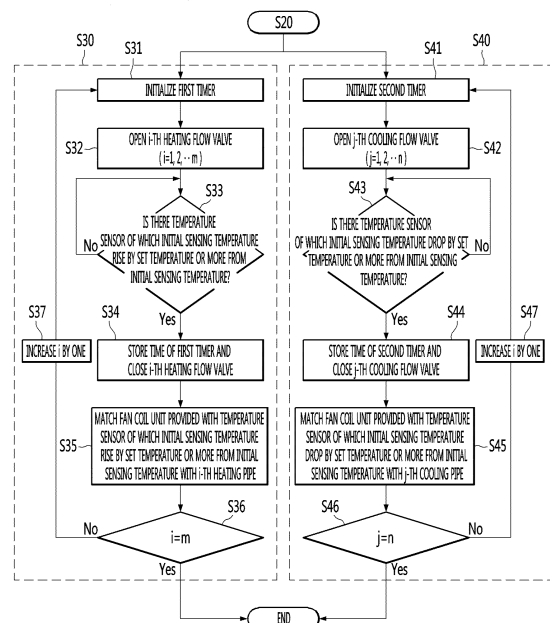 S20
S30
S31
INITIALIZE FIRST TIMER
S32
OPEN i-TH HEATING FLOW VALVE
( i=1, 2, ··· m )
S33
IS THERE TEMPERATURE
SENSOR OF WHICH INITIAL SENSING TEMPERATURE
RISE BY SET TEMPERATURE OR MORE FROM
INITIAL SENSING TEMPERATURE?
No
Yes
S34
STORE TIME OF FIRST TIMER AND
CLOSE i-TH HEATING FLOW VALVE
S37
INCREASE i BY ONE
S35
MATCH FAN COIL UNIT PROVIDED WITH TEMPERATURE
SENSOR OF WHICH INITIAL SENSING TEMPERATURE
RISE BY SET TEMPERATURE OR MORE FROM INITIAL
SENSING TEMPERATURE WITH i-TH HEATING PIPE
S36
i=m
No
Yes
S40
S41
INITIALIZE SECOND TIMER
S42
OPEN j-TH COOLING FLOW VALVE
( j=1, 2, ··· n )
S43
IS THERE TEMPERATURE SENSOR
OF WHICH INITIAL SENSING TEMPERATURE DROP BY SET
TEMPERATURE OR MORE FROM INITIAL SENSING
TEMPERATURE?
No
Yes
S44
STORE TIME OF SECOND TIMER AND
CLOSE j-TH COOLING FLOW VALVE
S47
INCREASE i BY ONE
S45
MATCH FAN COIL UNIT PROVIDED WITH TEMPERATURE
SENSOR OF WHICH INITIAL SENSING TEMPERATURE
DROP BY SET TEMPERATURE OR MORE FROM INITIAL
SENSING TEMPERATURE WITH j-TH COOLING PIPE
S46
j=n
No
Yes
END